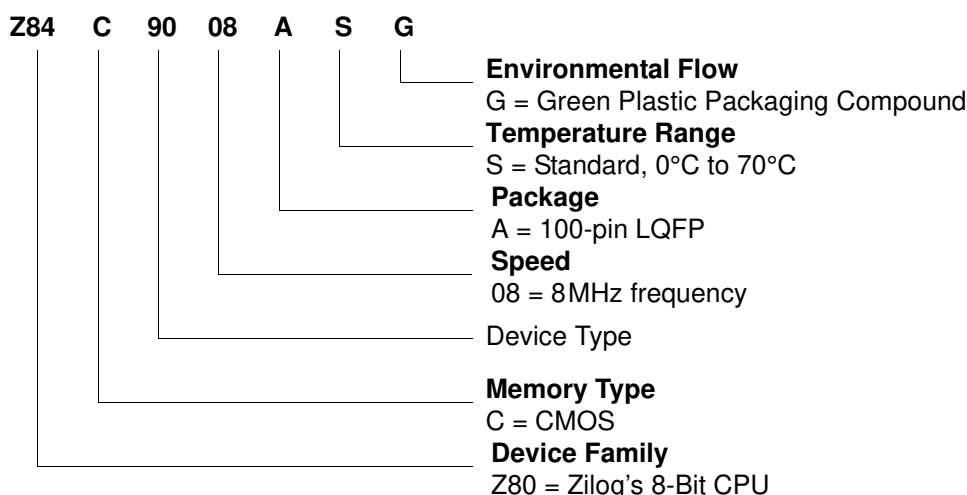 Z84 C 90 08 A S G
Environmental Flow
G = Green Plastic Packaging Compound
Temperature Range
S = Standard, 0°C to 70°C
Package
A = 100-pin LQFP
Speed
08 = 8MHz frequency
Device Type
Memory Type
C = CMOS
Device Family
Z80 = Zilog's 8-Bit CPU